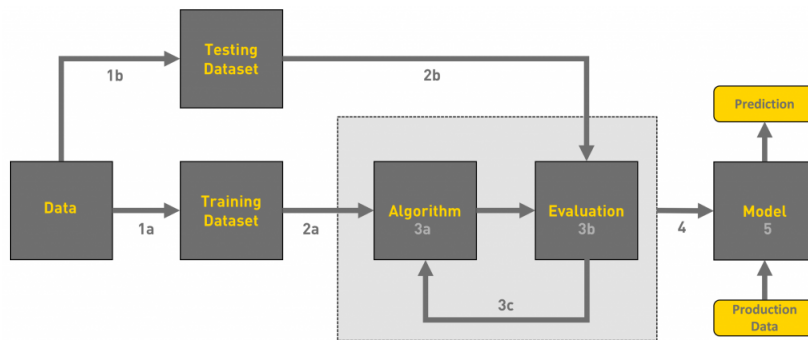 Testing
Dataset
1b
2b
Prediction
Data
Training
Dataset
Algorithm
3a
Evaluation
3b
Model
5
1a
2a
4
3c
Production
Data